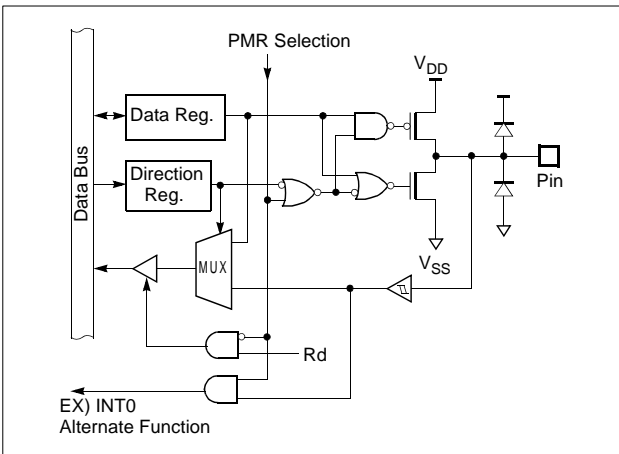 PMR Selection
VDD
Data Reg.
Data Bus
Direction
Reg.
Pin
MUX
VSS
Rd
EX) INT0
Alternate Function